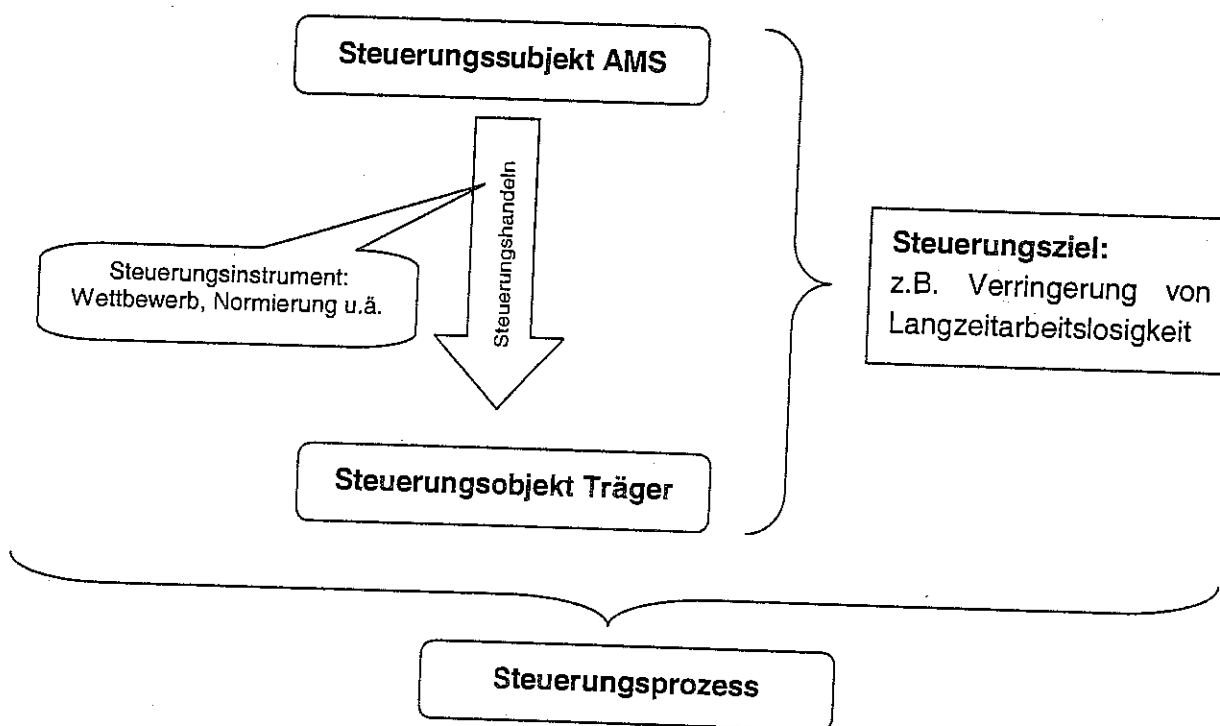 Steuerungssubjekt AMS
Steuerungshandeln
Steuerungsinstrument:
Wettbewerb, Normierung u.ä.
Steuerungsziel:
z.B. Verringerung von
Langzeitarbeitslosigkeit
Steuerungsobjekt Träger
Steuerungsprozess